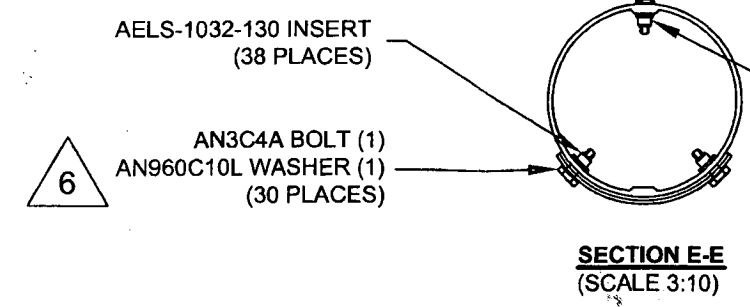 AELS-1032-130 INSERT
(38 PLACES)
AN3C4A BOLT (1)
6
AN960C10L WASHER (1)
(30 PLACES)
SECTION E-E
(SCALE 3:10)